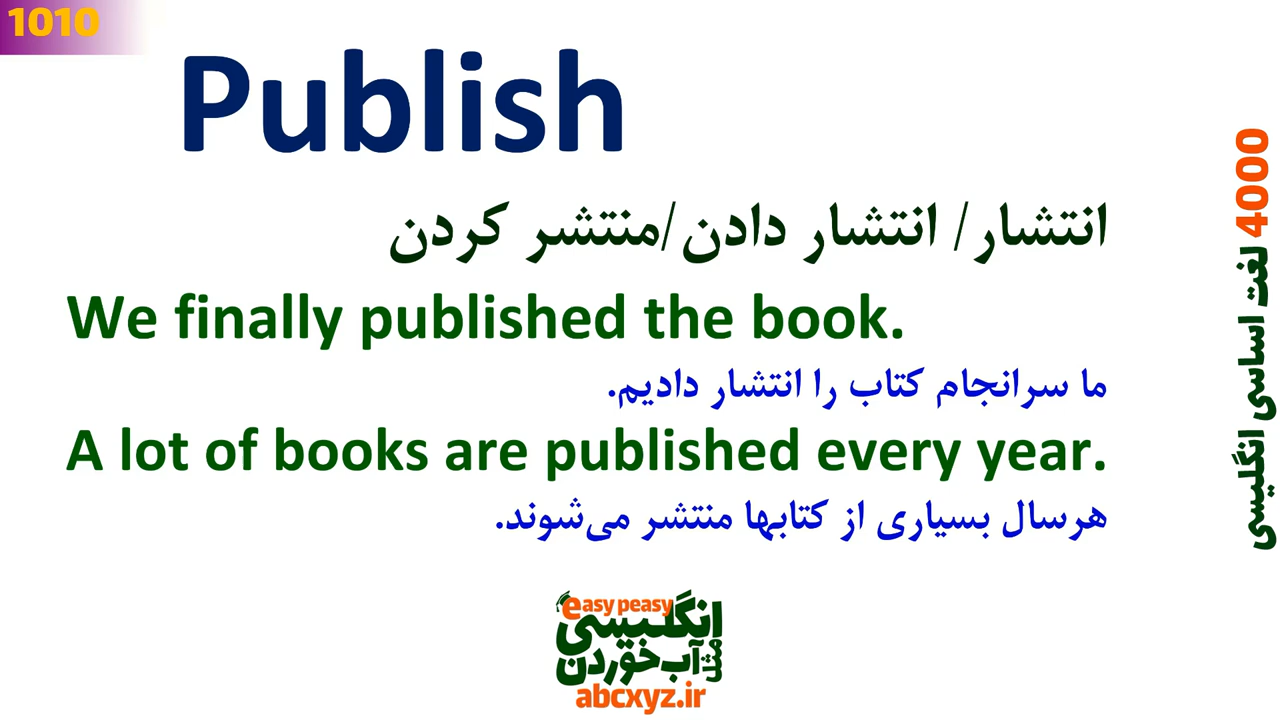 1010
Publish
انتشار/ انتشار دادن/منتشر کردن
We finally published the book.
ما سرانجام کتاب را انتشار دادیم.
A lot of books are published every year.
هرسال بسیاری از کتابها منتشر می‌شوند.
4000 لغت اساسی انگلیسی
easy peasy
انگلیسی
مثل آب خوردن
abcxyz.ir